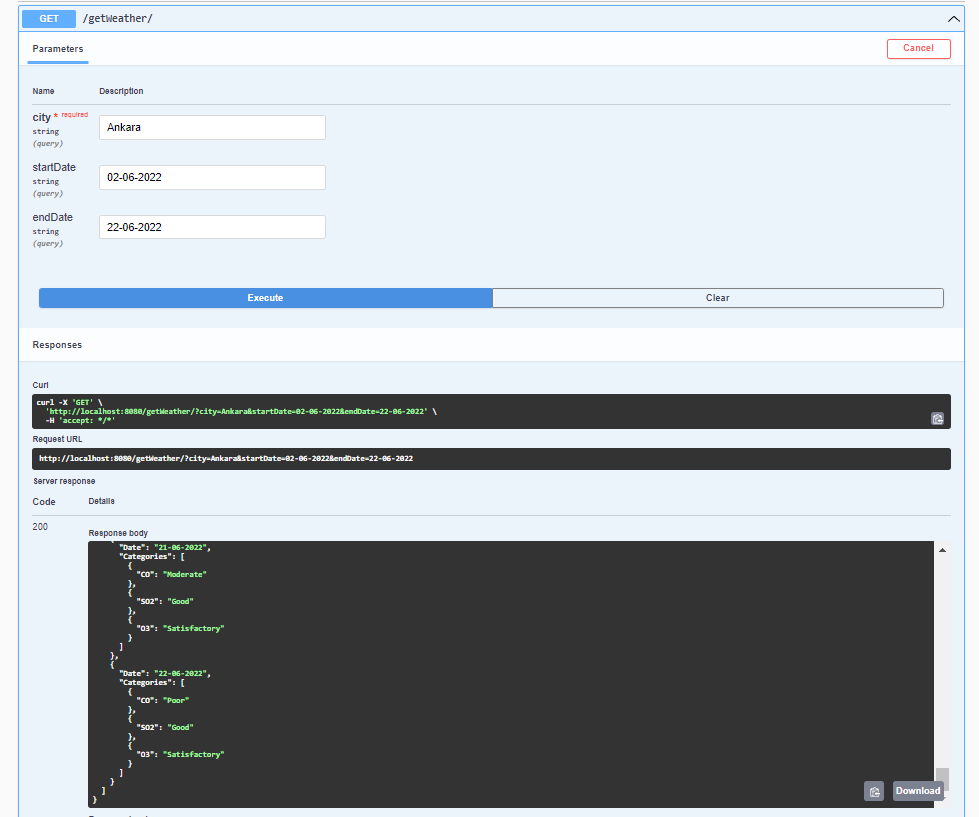 GET /getWeather/
Parameters
Cancel
Name Description
city * required
string
(query)
Ankara
startDate
string
(query)
02-06-2022
endDate
string
(query)
22-06-2022
Execute
Clear
Responses
Curl
curl -X 'GET' \
'http://localhost:8080/getWeather/?city=Ankara&startDate=02-06-2022&endDate=22-06-2022' \
-H 'accept: */*'
Request URL
http://localhost:8080/getWeather/?city=Ankara&startDate=02-06-2022&endDate=22-06-2022
Server response
Code Details
200
Response body
"Date": "21-06-2022",
"Categories": [
{
"CO": "Moderate"
},
{
"SO2": "Good"
},
{
"O3": "Satisfactory"
}
]
},
{
"Date": "22-06-2022",
"Categories": [
{
"CO": "Poor"
},
{
"SO2": "Good"
},
{
"O3": "Satisfactory"
}
]
}
]
}
Download